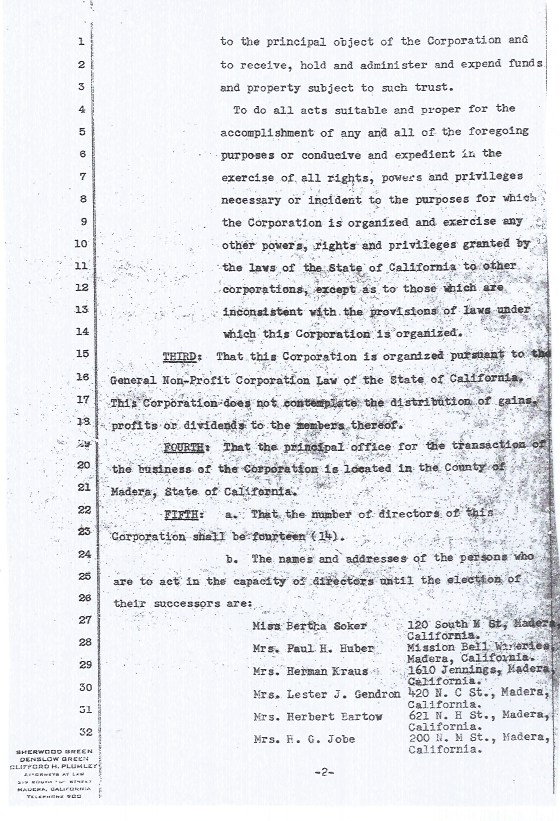 1 to the principal object of the Corporation and
2 to receive, hold and administer and expend funds
3 and property subject to such trust.
4 To do all acts suitable and proper for the
5 accomplishment of any and all of the foregoing
6 purposes or conducive and expedient in the
7 exercise of all rights, powers and privileges
8 necessary or incident to the purposes for which
9 the Corporation is organized and exercise any
10 other powers, rights and privileges granted by
11 the laws of the State of California to other
12 corporations, except as to those which are
13 inconsistent with the provisions of laws under
14 which this Corporation is organized.
15 THIRD: That this Corporation is organized pursuant to the
16 General Non-Profit Corporation Law of the State of California.
17 This Corporation does not contemplate the distribution of gains,
18 profits or dividends to the members thereof.
19 FOURTH: That the principal office for the transaction of
20 the business of the Corporation is located in the County of
21 Madera, State of California.
22 FIFTH: a. That the number of directors of this
23 Corporation shall be fourteen (14).
24 b. The names and addresses of the persons who
25 are to act in the capacity of directors until the election of
26 their successors are:
27 Miss Bertha Soker 120 South M St, Madera,
California.
28 Mrs. Paul H. Huber Mission Bell Wineries
Madera, California.
29 Mrs. Herman Kraus 1610 Jennings, Madera
California.
30 Mrs. Lester J. Gendron 420 N. C St., Madera,
California.
31 Mrs. Herbert Bartow 621 N. H St., Madera,
California.
32 Mrs. H. G. Jobe 200 N. M St., Madera,
California.
SHERWOOD GREEN
DENSLOW GREEN
CLIFFORD H. PLUMLEY
ATTORNEYS AT LAW
STREET
MADERA, CALIFORNIA
TELEPHONE 900
-2-